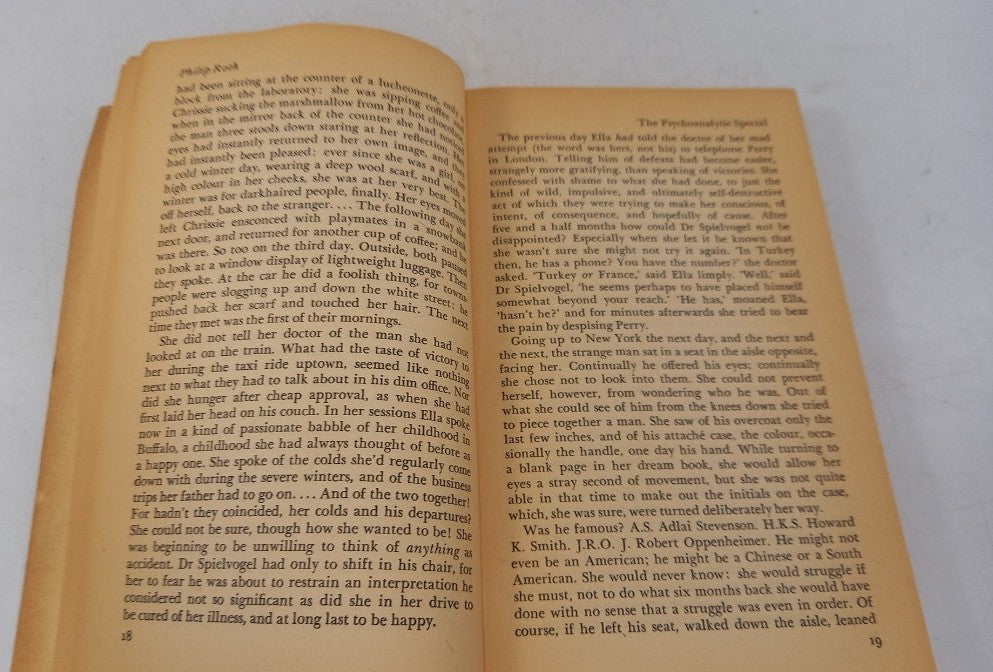 Philip Roth
had been sitting at the counter of a lucheonette, only a
block from the laboratory: she was sipping coffee and
Chrissie sucking the marshmallow from her hot chocolate
when in the mirror back of the counter she had noticed
the man three stools down staring at her reflection. Her
eyes had instantly returned to her own image, and they
had instantly been pleased: ever since she was a girl, on
a cold winter day, wearing a deep wool scarf, and with a
high colour in her cheeks, she was at her very best. The
winter was for darkhaired people, finally. Her eyes moved
off herself, back to the stranger. ... The following day she
left Chrissie ensconced with playmates in a snowbank
next door, and returned for another cup of coffee; and he
was there. So too on the third day. Outside, both paused
to look at a window display of lightweight luggage. Then
they spoke. At the car he did a foolish thing, for towns-
people were slogging up and down the white street: he
pushed back her scarf and touched her hair. The next
time they met was the first of their mornings.
She did not tell her doctor of the man she had not
looked at on the train. What had the taste of victory to
her during the taxi ride uptown, seemed like nothing
next to what they had to talk about in his dim office. Nor
did she hunger after cheap approval, as when she had
first laid her head on his couch. In her sessions Ella spoke
now in a kind of passionate babble of her childhood in
Buffalo, a childhood she had always thought of before as
a happy one. She spoke of the colds she'd regularly come
down with during the severe winters, and of the business
trips her father had to go on. ... And of the two together!
For hadn't they coincided, her colds and his departures?
She could not be sure, though how she wanted to be! She
was beginning to be unwilling to think of anything as
accident. Dr Spielvogel had only to shift in his chair, for
her to fear he was about to restrain an interpretation he
considered not so significant as did she in her drive to
be cured of her illness, and at long last to be happy.
18
The Psychoanalytic Special
The previous day Ella had told the doctor of her mad
attempt (the word was hers, not his) to telephone Perry
in London. Telling him of defeats had become easier,
strangely more gratifying, than speaking of victories. She
confessed with shame to what she had done, to just the
kind of wild, impulsive, and ultimately self-destructive
act of which they were trying to make her conscious, of
intent, of consequence, and hopefully of cause. After
five and a half months how could Dr Spielvogel not be
disappointed? Especially when she let it be known that
she wasn't sure she might not try it again. 'In Turkey
then, he has a phone? You have the number?' the doctor
asked. 'Turkey or France,' said Ella limply. 'Well,' said
Dr Spielvogel, 'he seems perhaps to have placed himself
somewhat beyond your reach.' 'He has,' moaned Ella,
'hasn't he?' and for minutes afterwards she tried to bear
the pain by despising Perry.
Going up to New York the next day, and the next and
the next, the strange man sat in a seat in the aisle opposite,
facing her. Continually he offered his eyes; continually
she chose not to look into them. She could not prevent
herself, however, from wondering who he was. Out of
what she could see of him from the knees down she tried
to piece together a man. She saw of his overcoat only the
last few inches, and of his attaché case, the colour, occa-
sionally the handle, one day his hand. While turning to
a blank page in her dream book, she would allow her
eyes a stray second of movement, but she was not quite
able in that time to make out the initials on the case,
which, she was sure, were turned deliberately her way.
Was he famous? A.S. Adlai Stevenson. H.K.S. Howard
K. Smith. J.R.O. J. Robert Oppenheimer. He might not
even be an American; he might be a Chinese or a South
American. She would never know: she would struggle if
she must, not to do what six months back she would have
done with no sense that a struggle was even in order. Of
course, if he left his seat, walked down the aisle, leaned
19